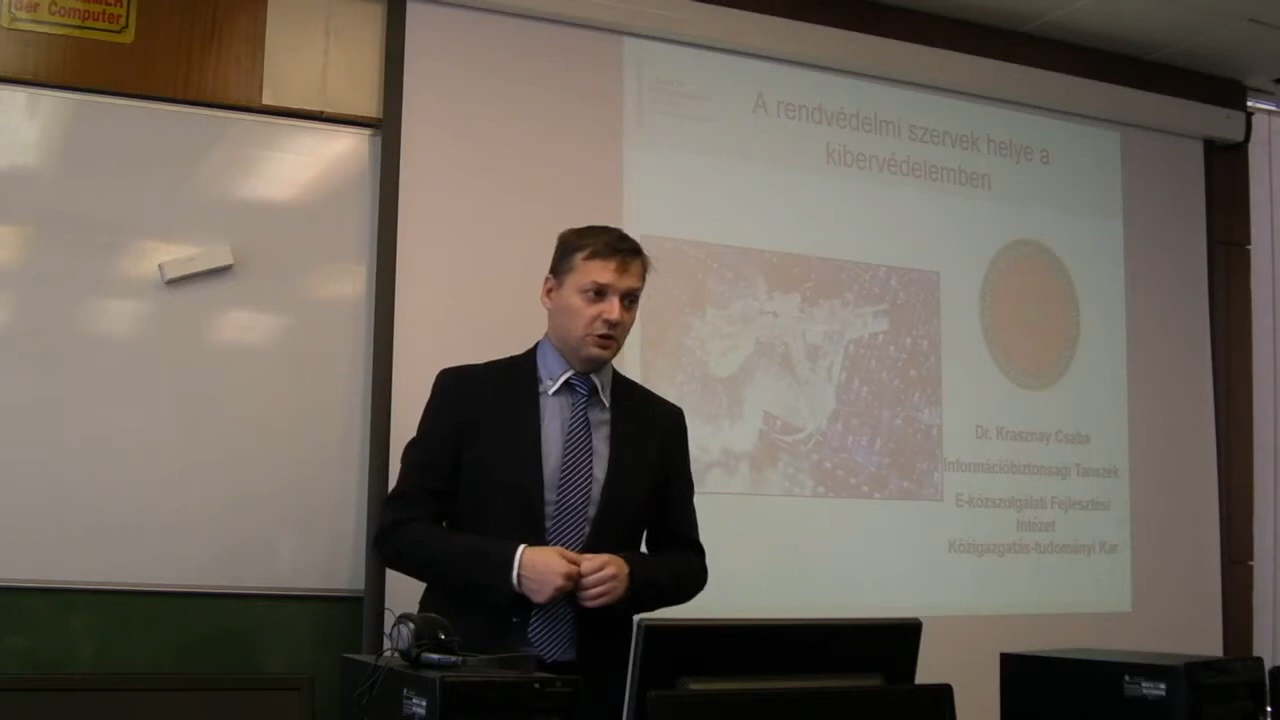 der Computer
A rendvédelmi szervek helye a
kibervédelemben
Dr. Krasznay Csaba
Információbiztonsági Tanszék
E-közszolgálati Fejlesztési
Intézet
Közigazgatás-tudományi Kar